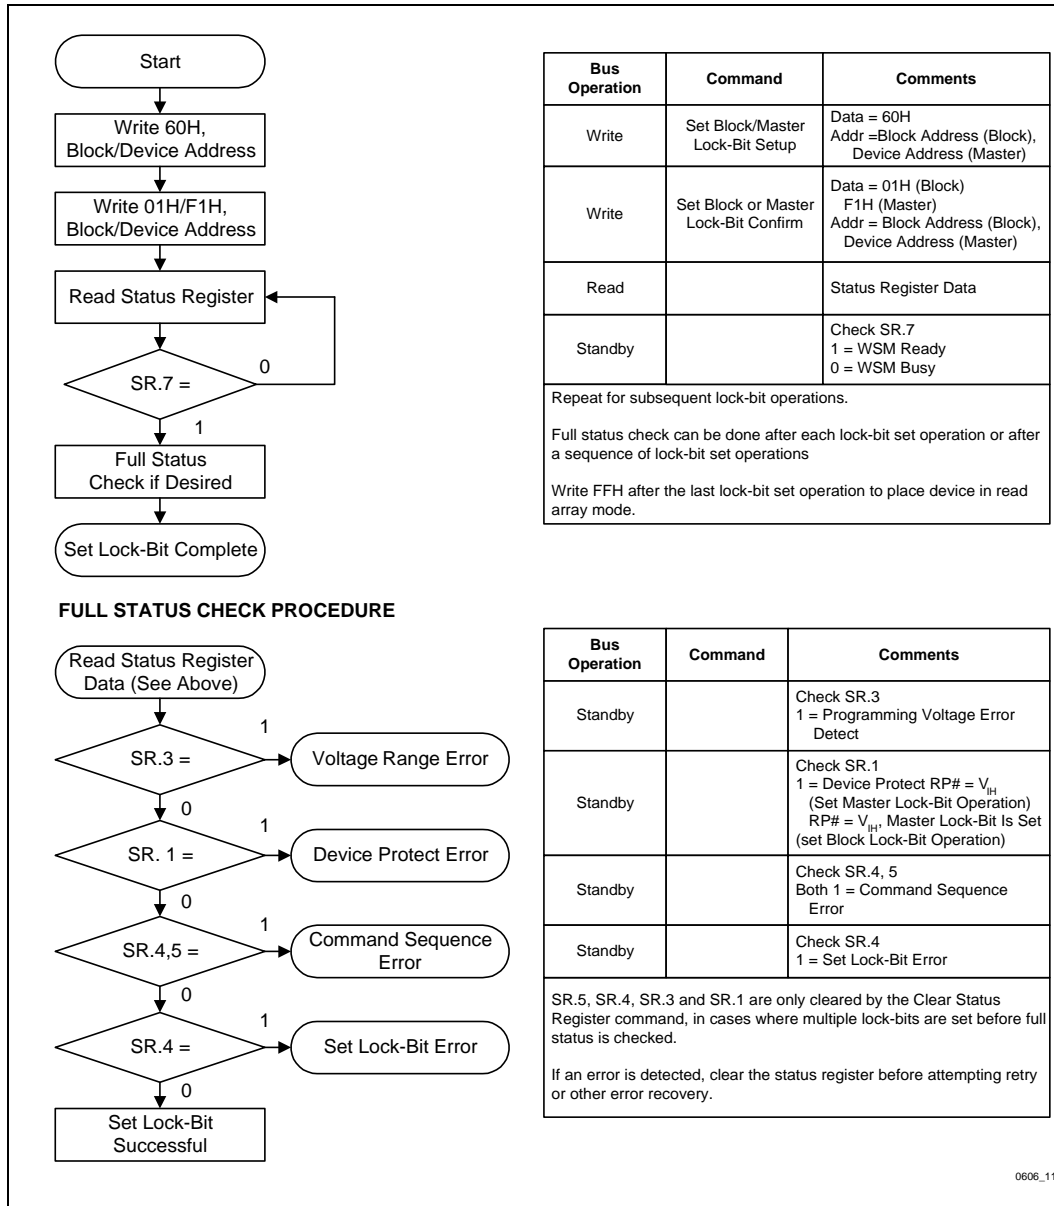 Start
Write 60H,
Block/Device Address
Write 01H/F1H,
Block/Device Address
Read Status Register
0
SR.7 =
1
Full Status
Check if Desired
Set Lock-Bit Complete
Bus
Operation
Command
Comments
Write
Set Block/Master
Lock-Bit Setup
Data = 60H
Addr =Block Address (Block),
Device Address (Master)
Write
Set Block or Master
Lock-Bit Confirm
Data = 01H (Block)
F1H (Master)
Addr = Block Address (Block),
Device Address (Master)
Read
Status Register Data
Standby
Check SR.7
1 = WSM Ready
0 = WSM Busy
Repeat for subsequent lock-bit operations.
Full status check can be done after each lock-bit set operation or after
a sequence of lock-bit set operations
Write FFH after the last lock-bit set operation to place device in read
array mode.
FULL STATUS CHECK PROCEDURE
Read Status Register
Data (See Above)
1
SR.3 =
Voltage Range Error
0
1
SR. 1 =
Device Protect Error
0
1
SR.4,5 =
Command Sequence
Error
0
1
SR.4 =
Set Lock-Bit Error
0
Set Lock-Bit
Successful
Bus
Operation
Command
Comments
Standby
Check SR.3
1 = Programming Voltage Error
Detect
Standby
Check SR.1
1 = Device Protect RP# = VIH
(Set Master Lock-Bit Operation)
RP# = VIH, Master Lock-Bit Is Set
(set Block Lock-Bit Operation)
Standby
Check SR.4, 5
Both 1 = Command Sequence
Error
Standby
Check SR.4
1 = Set Lock-Bit Error
SR.5, SR.4, SR.3 and SR.1 are only cleared by the Clear Status
Register command, in cases where multiple lock-bits are set before full
status is checked.
If an error is detected, clear the status register before attempting retry
or other error recovery.
0606_11